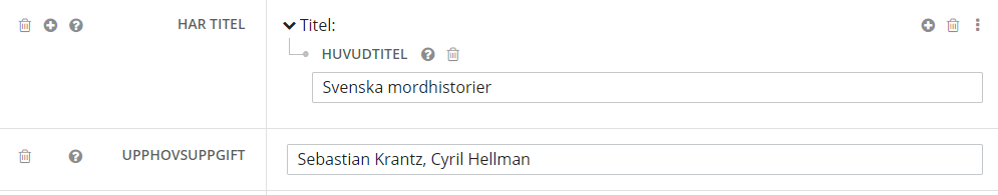 HAR TITEL
Titel:
HUVUDTITEL
Svenska mordhistorier
UPPHOVSUPPGIFT
Sebastian Krantz, Cyril Hellman